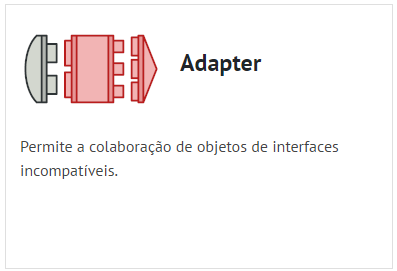 Adapter
Permite a colaboração de objetos de interfaces
incompatíveis.